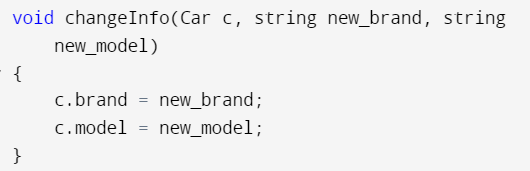 void changeInfo(Car c, string new_brand, string
new_model)
{
c.brand = new_brand;
c.model = new_model;
}